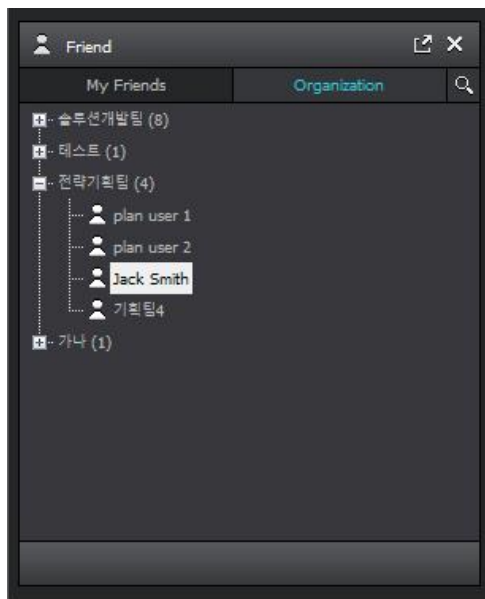 Friend
My Friends Organization
솔루션개발팀 (8)
테스트 (1)
전략기획팀 (4)
plan user 1
plan user 2
Jack Smith
기획팀4
가나 (1)